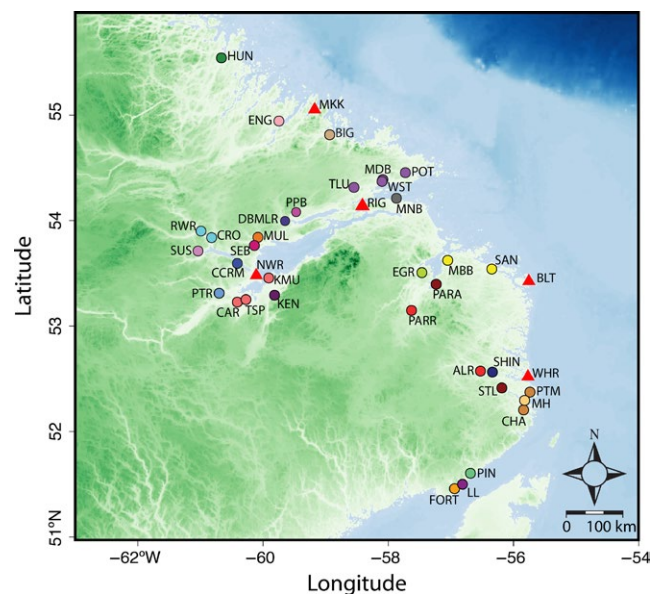 HUN
55
MKK
ENG
BIG
MDB
POT
TLU
WST
PPB
RIG
MNB
DBMLR
54
RWR
CRO
MUL
SUS
SEB
CCRM
NWR
KMU
EGR
MBB
SAN
BLT
PTR
PARA
CAR
TSP
KEN
53
PARR
Latitude
ALR
SHIN
WHR
STL
PTM
MH
CHA
52
N
PIN
LL
FORT
0 100 km
51ºN
−62ºW −60 −58 −56 −54
Longitude